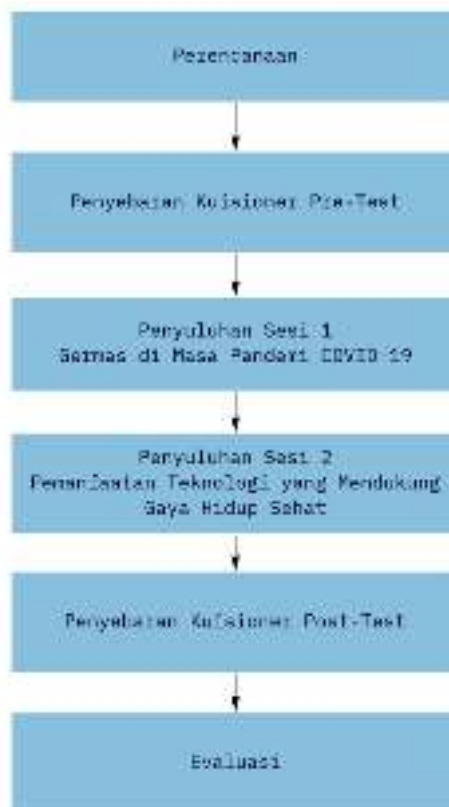 Perencanaan
Penyebaran Kuisioner Pre-Test
Penyuluhan Sesi 1
Germas di Masa Pandemi COVID 19
Penyuluhan Sesi 2
Pemanfaatan Teknologi yang Mendukung
Gaya Hidup Sehat
Penyebaran Kuisioner Post-Test
Evaluasi